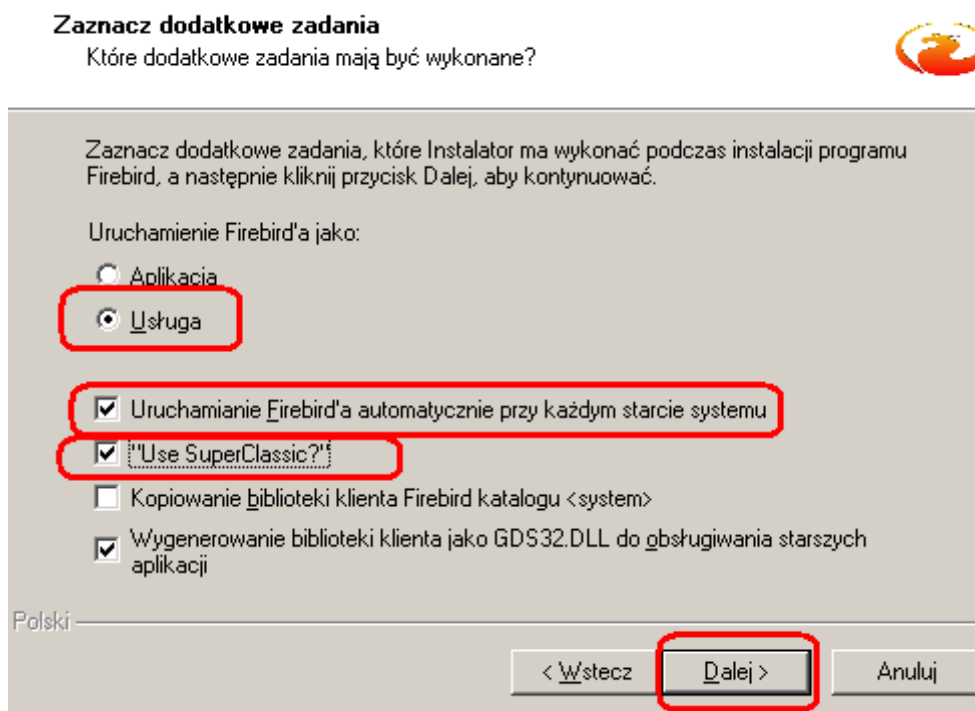 Zaznacz dodatkowe zadania
Które dodatkowe zadania mają być wykonane?
Zaznacz dodatkowe zadania, które Instalator ma wykonać podczas instalacji programu
Firebird, a następnie kliknij przycisk Dalej, aby kontynuować.
Uruchamienie Firebird'a jako:
Aplikacja
Usługa
Uruchamianie Firebird'a automatycznie przy każdym starcie systemu
"Use SuperClassic?"
Kopiowanie biblioteki klienta Firebird katalogu <system>
Wygenerowanie biblioteki klienta jako GDS32.DLL do obsługiwania starszych
aplikacji
Polski
< Wstecz Dalej > Anuluj